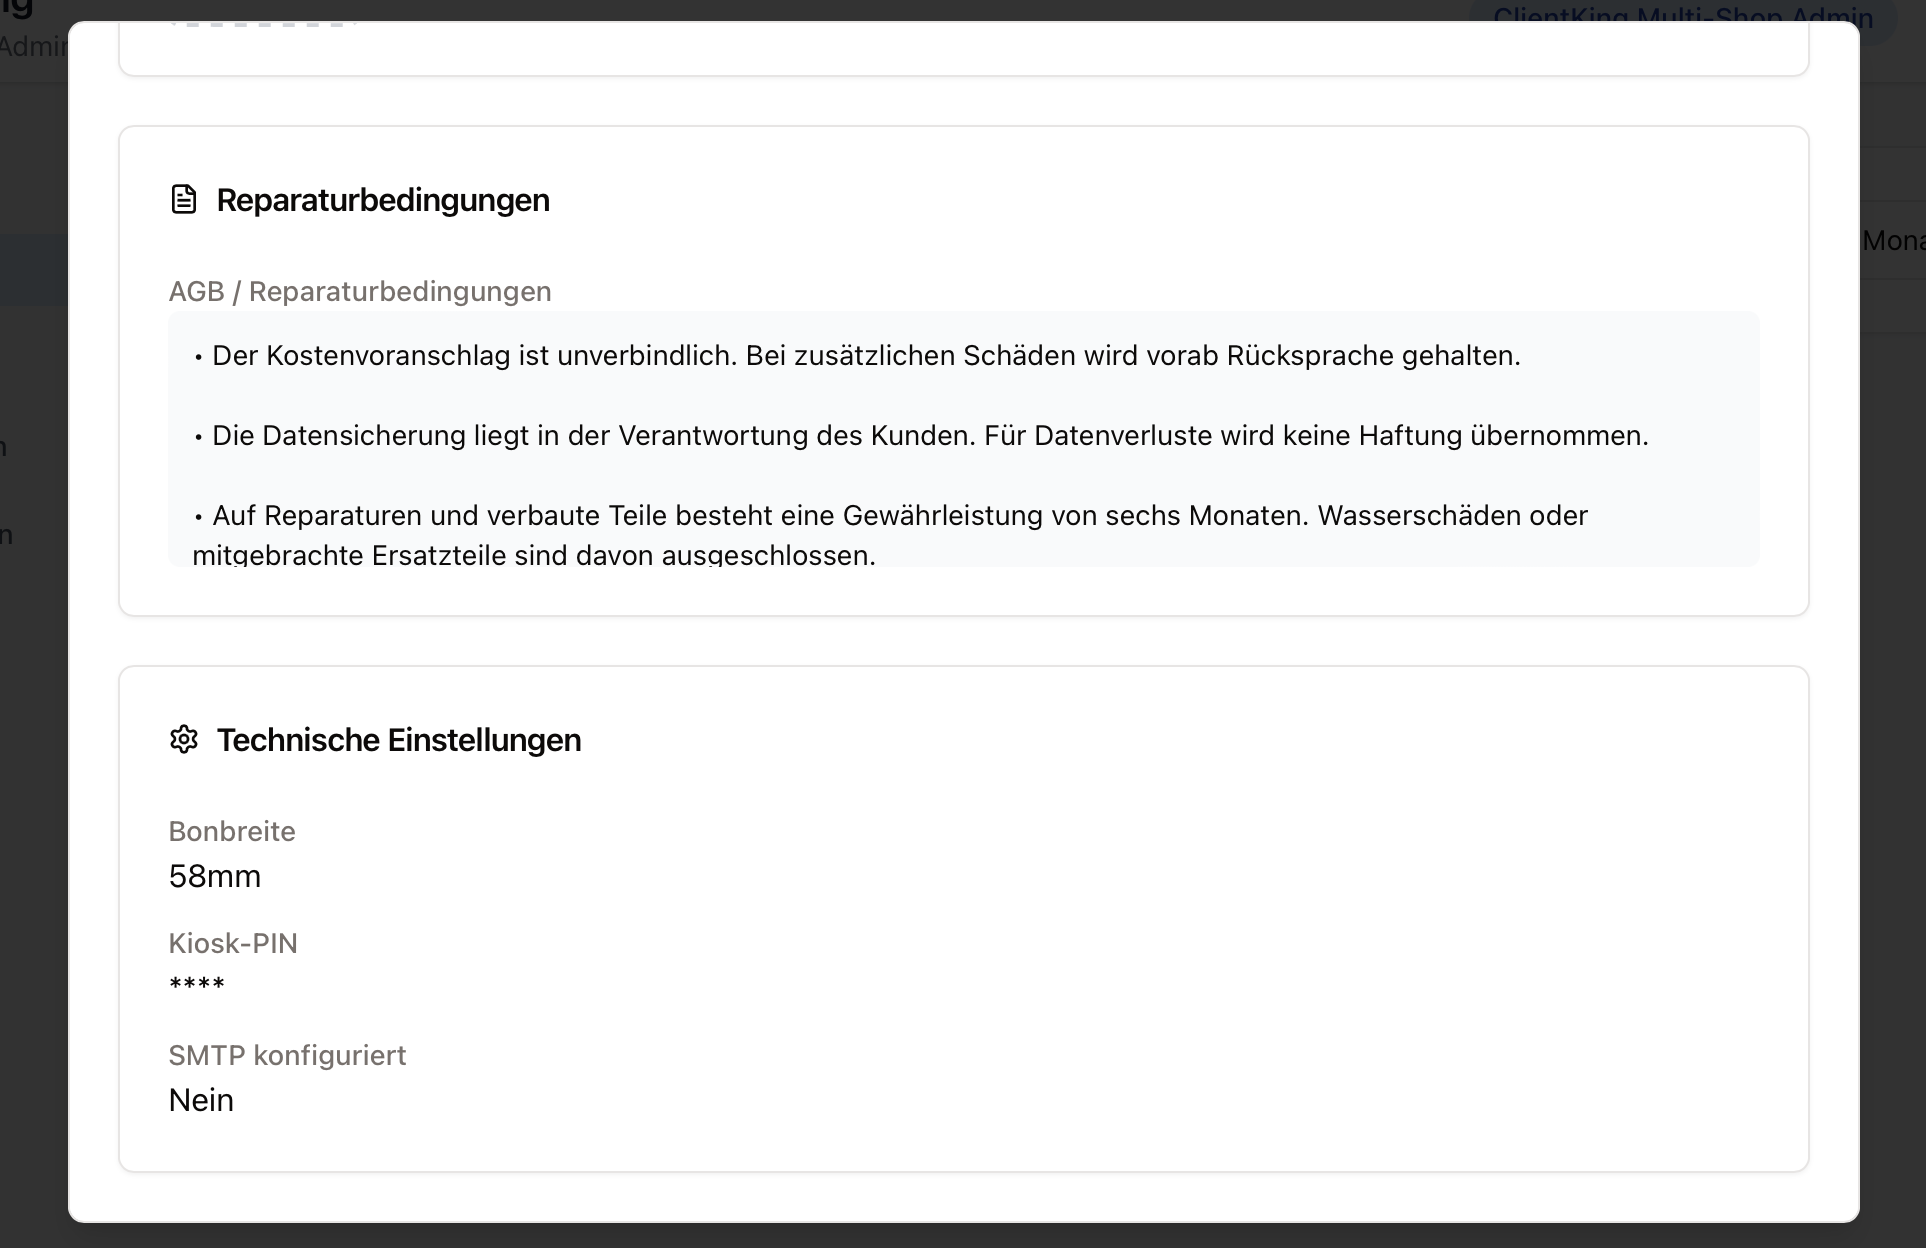 ng
Admin
ClientKing Multi-Shop Admin
Mona
Reparaturbedingungen
AGB / Reparaturbedingungen
• Der Kostenvoranschlag ist unverbindlich. Bei zusätzlichen Schäden wird vorab Rücksprache gehalten.
• Die Datensicherung liegt in der Verantwortung des Kunden. Für Datenverluste wird keine Haftung übernommen.
• Auf Reparaturen und verbaute Teile besteht eine Gewährleistung von sechs Monaten. Wasserschäden oder
mitgebrachte Ersatzteile sind davon ausgeschlossen.
n
n
Technische Einstellungen
Bonbreite
58mm
Kiosk-PIN
****
SMTP konfiguriert
Nein